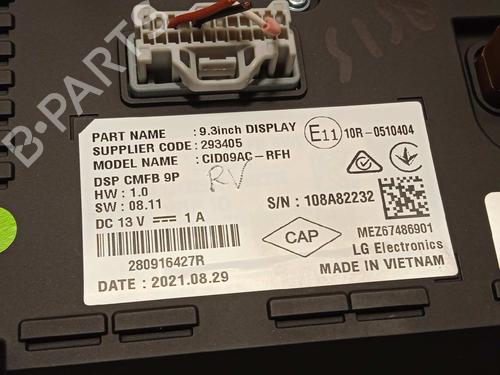 B-PARTS
PART NAME : 9.3inch DISPLAY
SUPPLIER CODE : 293405
MODEL NAME : CID09AC-RFH
DSP CMFB 9P
HW : 1.0
SW : 08.11
DC 13 V ⎓ 1 A
280916427R
DATE : 2021.08.29
RV
E11 10R-0510404
S/N : 108A82232
CAP
MEZ67486901
LG Electronics
MADE IN VIETNAM